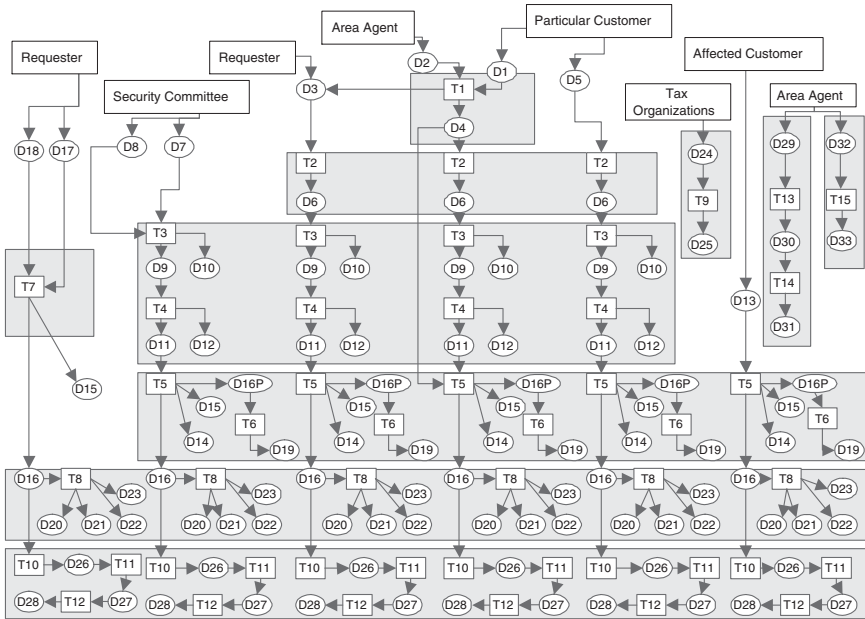 Requester
Requester
Area Agent
Particular Customer
Affected Customer
Security Committee
Tax
Organizations
Area Agent
D2
D1
D3
T1
D5
D4
D18
D17
D8
D7
D24
D29
D32
T2
T2
T2
T9
T13
T15
D6
D6
D6
D25
D30
D33
T3
D10
T3
D10
T3
D10
T3
D10
D9
D9
D9
D9
T14
T7
D13
T4
D12
T4
D12
T4
D12
T4
D12
D31
D11
D11
D11
D11
D15
T5
D16P
T5
D16P
T5
D16P
T5
D16P
T5
D16P
D15
D15
D15
D15
D15
T6
T6
T6
T6
T6
D14
D14
D14
D14
D14
D19
D19
D19
D19
D19
D16
T8
D16
T8
D16
T8
D16
T8
D16
T8
D16
T8
D23
D23
D23
D23
D23
D23
D20
D21
D22
D20
D21
D22
D20
D21
D22
D20
D21
D22
D20
D21
D22
D20
D21
D22
T10
D26
T11
T10
D26
T11
T10
D26
T11
T10
D26
T11
T10
D26
T11
T10
D26
T11
D28
T12
D27
D28
T12
D27
D28
T12
D27
D28
T12
D27
D28
T12
D27
D28
T12
D27